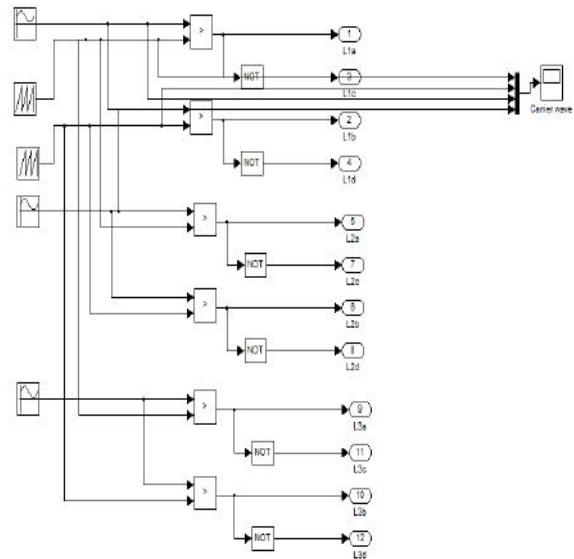 >
1
L1a
NOT
3
L1c
Carrier wave
>
2
L1b
NOT
4
L1d
>
5
L2a
NOT
7
L2c
>
6
L2b
NOT
8
L2d
>
9
L3a
NOT
11
L3c
>
10
L3b
NOT
12
L3d